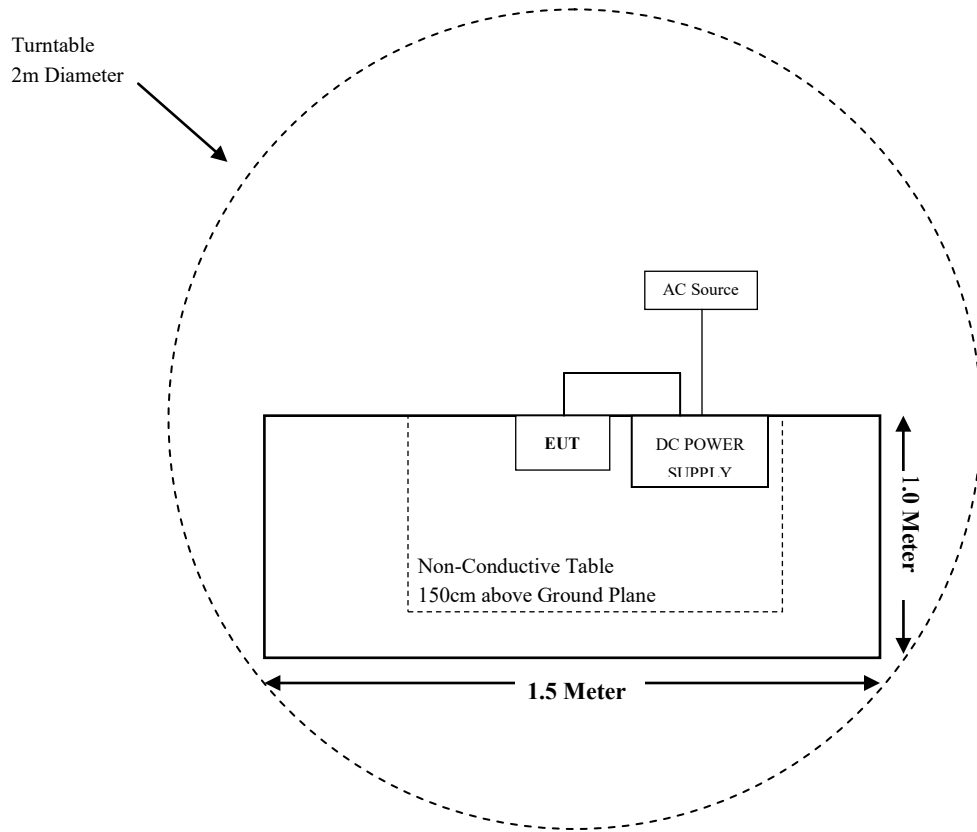 Turntable
2m Diameter
AC Source
EUT
DC POWER
SUPPLY
1.0 Meter
Non-Conductive Table
150cm above Ground Plane
1.5 Meter